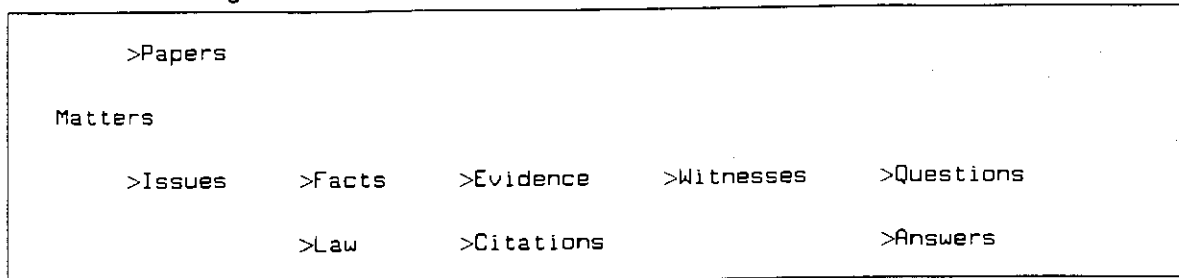 >Papers
Matters
>Issues >Facts >Evidence >Witnesses >Questions
>Law >Citations >Answers